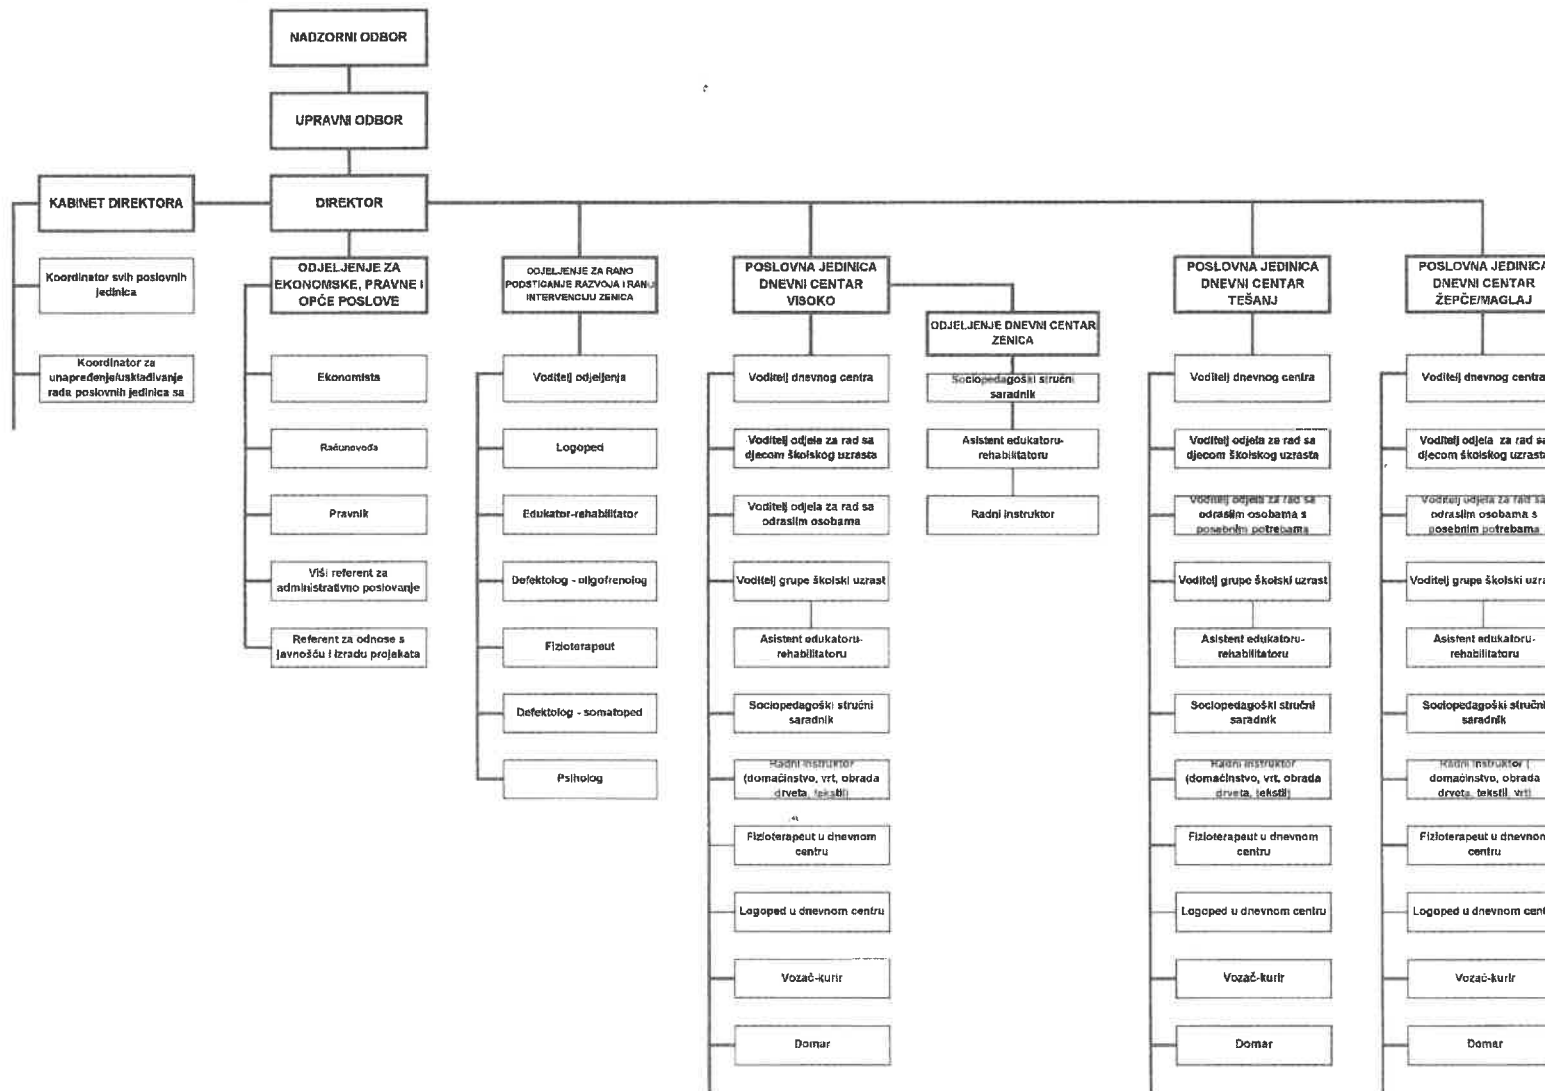 NADZORNI ODBOR
UPRAVNI ODBOR
KABINET DIREKTORA
DIREKTOR
Koordinator svih poslovnih
jedinica
Koordinator za
unapređenje/usklađivanje
rada poslovnih jedinica sa
ODJELJENJE ZA
EKONOMSKE, PRAVNE I
OPĆE POSLOVE
Ekonomista
Računovođa
Pravnik
Viši referent za
administrativno poslovanje
Referent za odnose s
javnošću i izradu projekata
ODJELJENJE ZA RANO
PODSTICANJE RAZVOJA I RANU
INTERVENCIJU ZENICA
Voditelj odjeljenja
Logoped
Edukator-rehabilitator
Defektolog - oligofrenolog
Fizioterapeut
Defektolog - somatoped
Psiholog
POSLOVNA JEDINICA
DNEVNI CENTAR
VISOKO
Voditelj dnevnog centra
Voditelj odjela za rad sa
djecom školskog uzrasta
Voditelj odjela za rad sa
odraslim osobama
Voditelj grupe školski uzrast
Asistent edukatoru-
rehabilitatoru
Sociopedagoški stručni
saradnik
Radni instruktor
(domaćinstvo, vrt, obrada
drveta, tekstil)
Fizioterapeut u dnevnom
centru
Logoped u dnevnom centru
Vozač-kurir
Domar
ODJELJENJE DNEVNI CENTAR
ZENICA
Sociopedagoški stručni
saradnik
Asistent edukatoru-
rehabilitatoru
Radni instruktor
POSLOVNA JEDINICA
DNEVNI CENTAR
TEŠANJ
Voditelj dnevnog centra
Voditelj odjela za rad sa
djecom školskog uzrasta
Voditelj odjela za rad sa
odraslim osobama s
posebnim potrebama
Voditelj grupe školski uzrast
Asistent edukatoru-
rehabilitatoru
Sociopedagoški stručni
saradnik
Radni instruktor
(domaćinstvo, vrt, obrada
drveta, tekstil)
Fizioterapeut u dnevnom
centru
Logoped u dnevnom centru
Vozač-kurir
Domar
POSLOVNA JEDINICA
DNEVNI CENTAR
ŽEPČE/MAGLAJ
Voditelj dnevnog centra
Voditelj odjela za rad sa
djecom školskog uzrasta
Voditelj odjela za rad sa
odraslim osobama s
posebnim potrebama
Voditelj grupe školski uzra
Asistent edukatoru-
rehabilitatoru
Sociopedagoški stručni
saradnik
Radni instruktor (
domaćinstvo, obrada
drveta, tekstil, vrt)
Fizioterapeut u dnevnom
centru
Logoped u dnevnom cent
Vozač-kurir
Domar